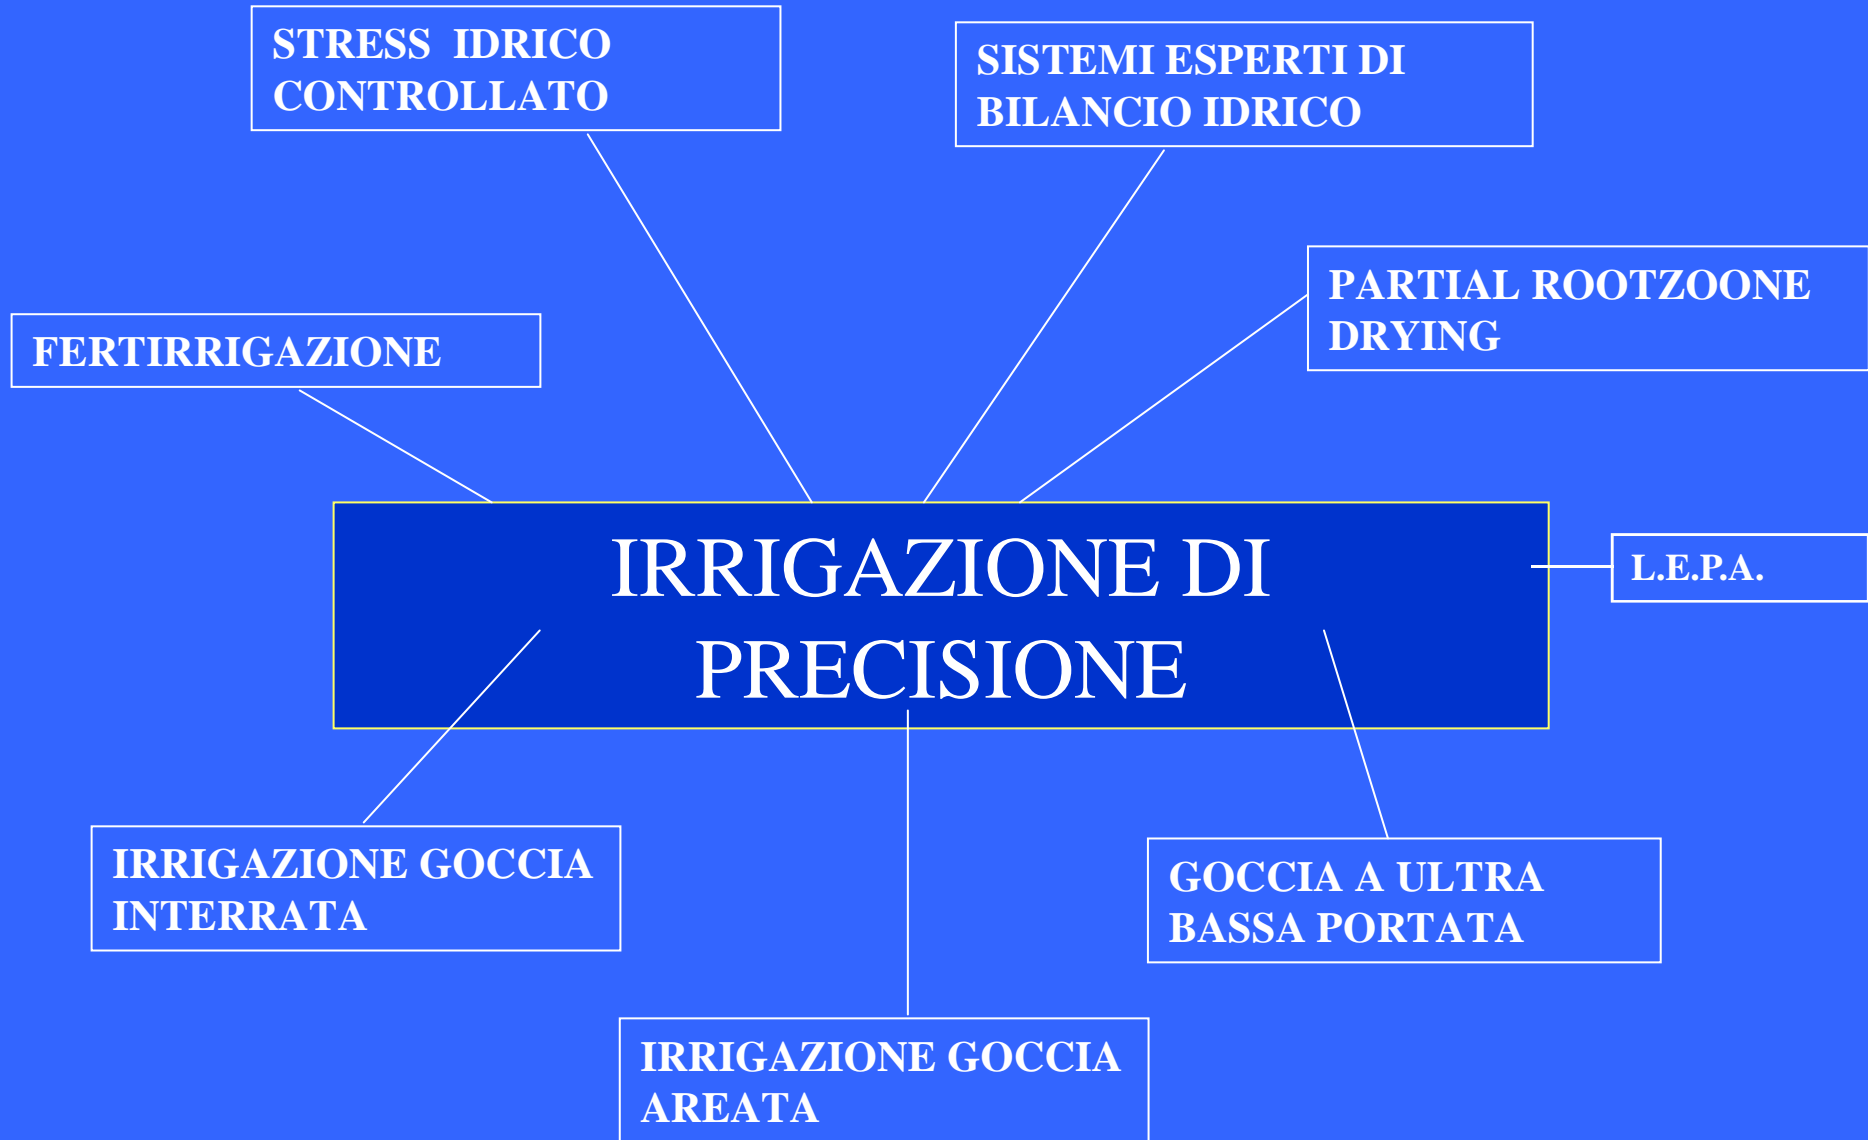 STRESS IDRICO
CONTROLLATO
SISTEMI ESPERTI DI
BILANCIO IDRICO
PARTIAL ROOTZOONE
DRYING
FERTIRRIGAZIONE
IRRIGAZIONE DI
PRECISIONE
L.E.P.A.
IRRIGAZIONE GOCCIA
INTERRATA
GOCCIA A ULTRA
BASSA PORTATA
IRRIGAZIONE GOCCIA
AREATA